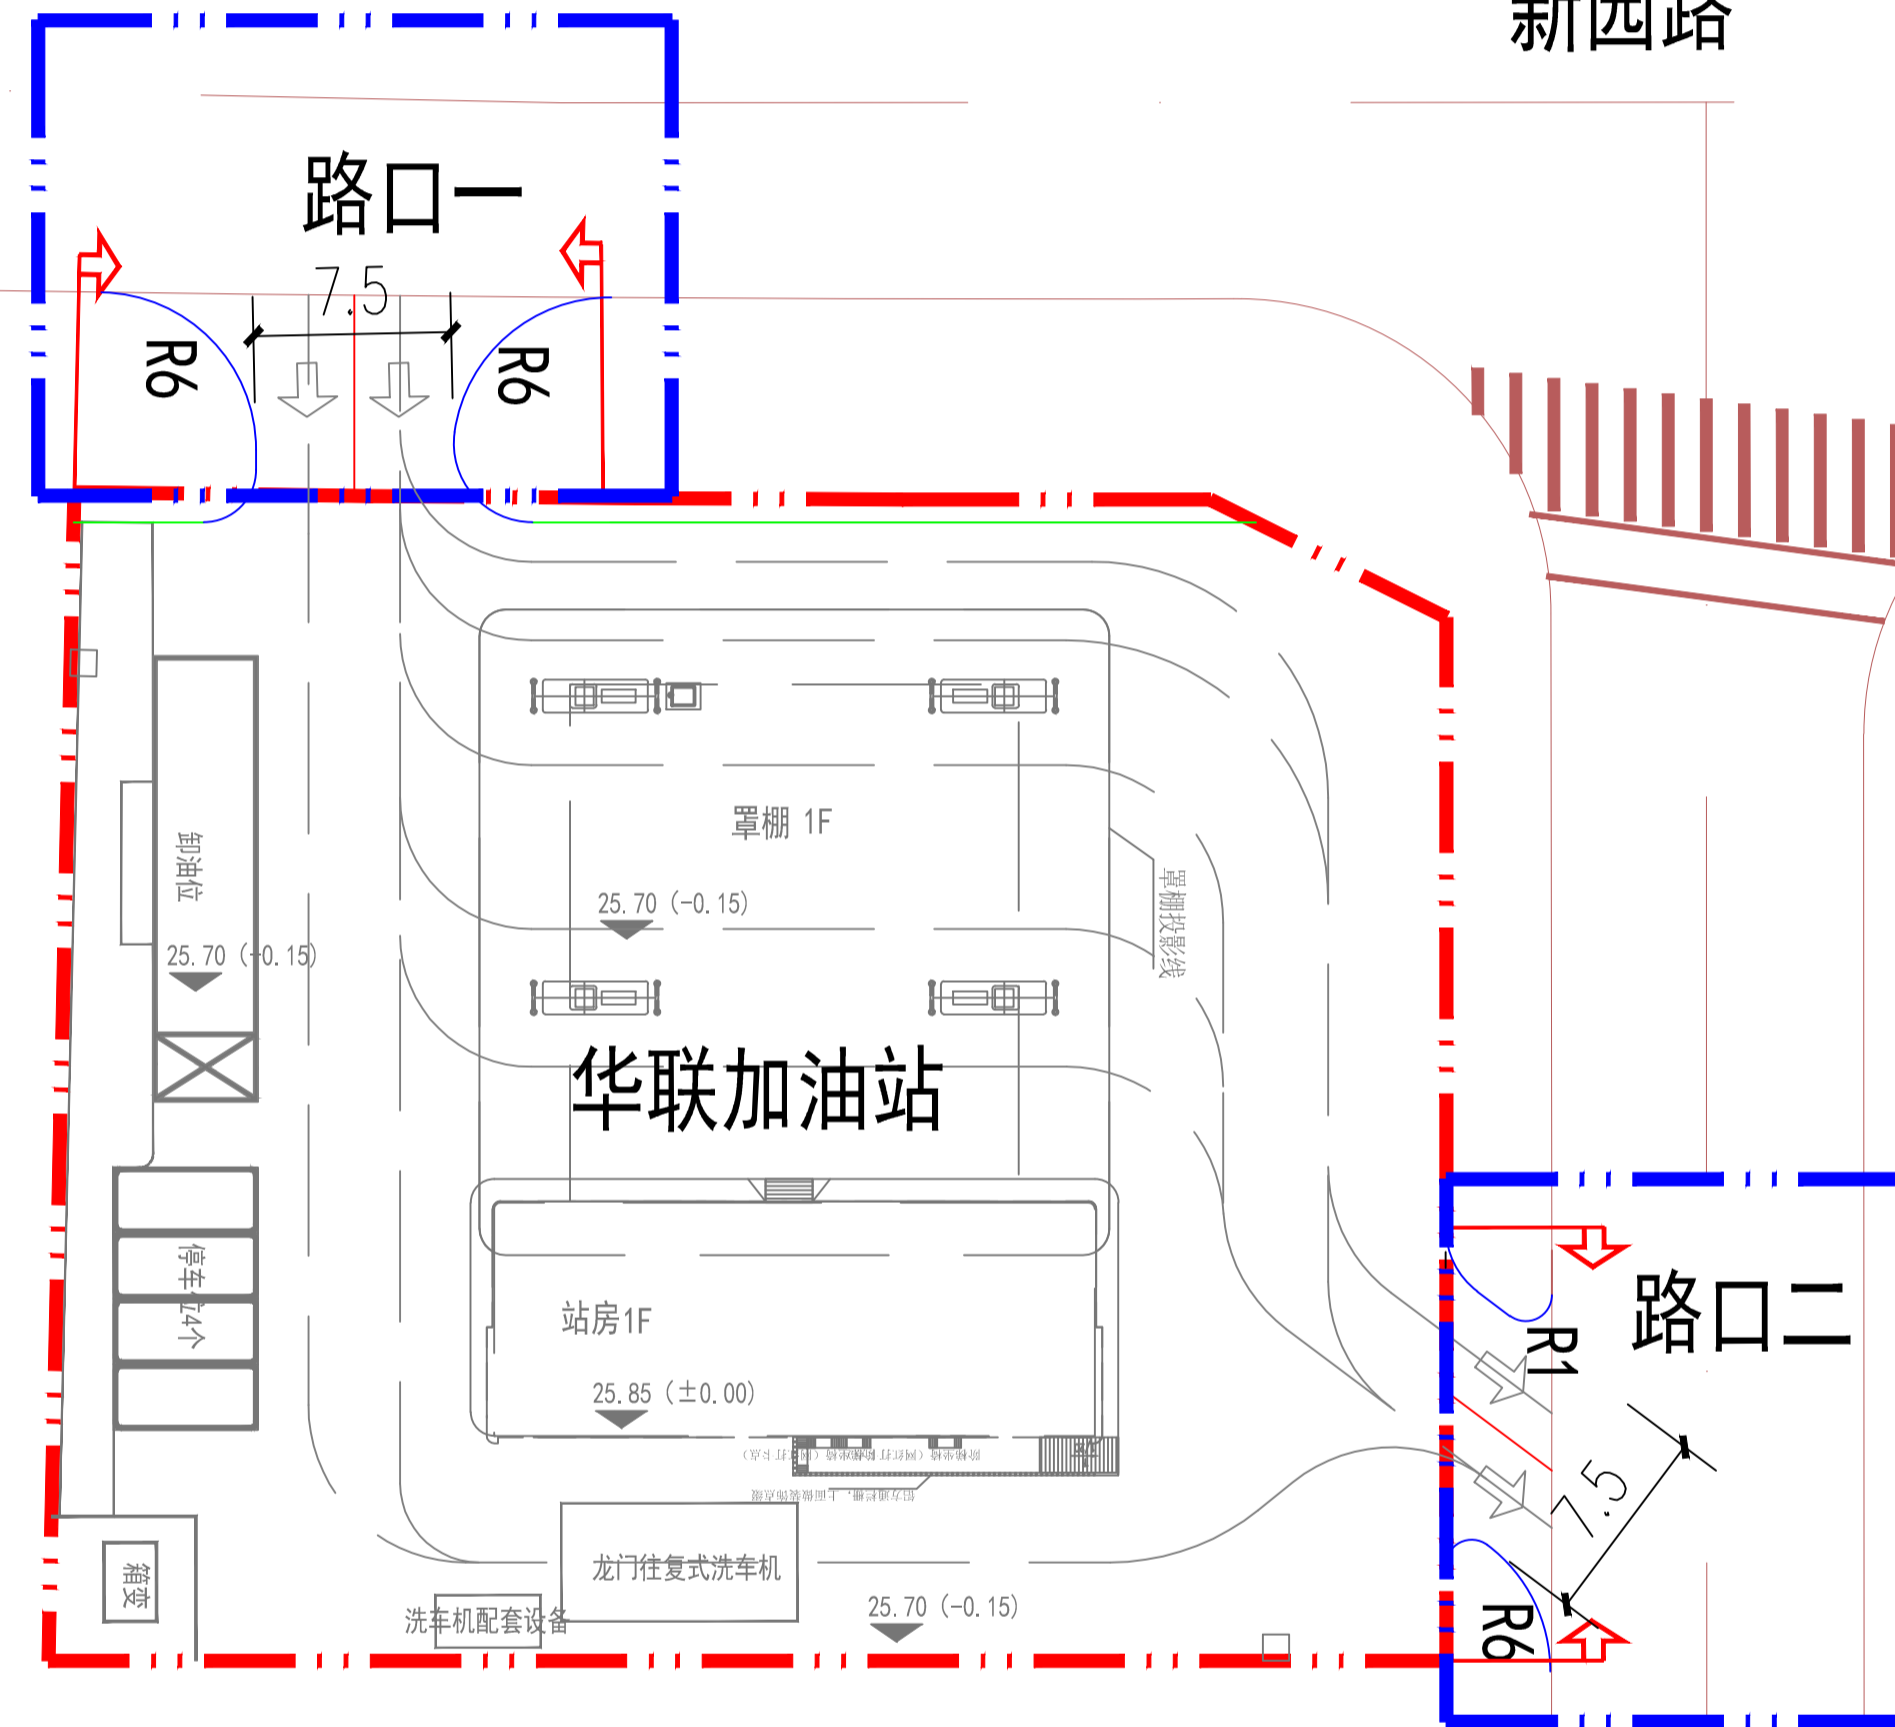 新园路
路口一
7.5
R6
R6
罩棚 1F
卸油位
25.70 (-0.15)
罩棚投影线
25.70 (-0.15)
华联加油站
停车位4个
路口二
站房1F
R1
25.85 (±0.00)
7.5
箱变
龙门往复式洗车机
洗车机配套设备
25.70 (-0.15)
R6